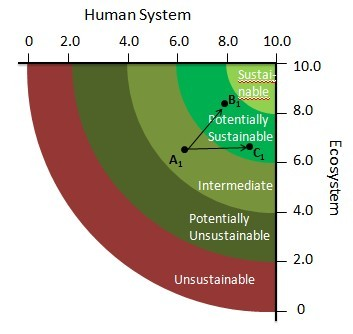 Human System
0 2.0 4.0 6.0 8.0 10.0
10.0
Sustai-
nable
B1
8.0
Potentially
Sustainable
A1
C1
6.0
Ecosystem
Intermediate
4.0
Potentially
Unsustainable
2.0
Unsustainable
0